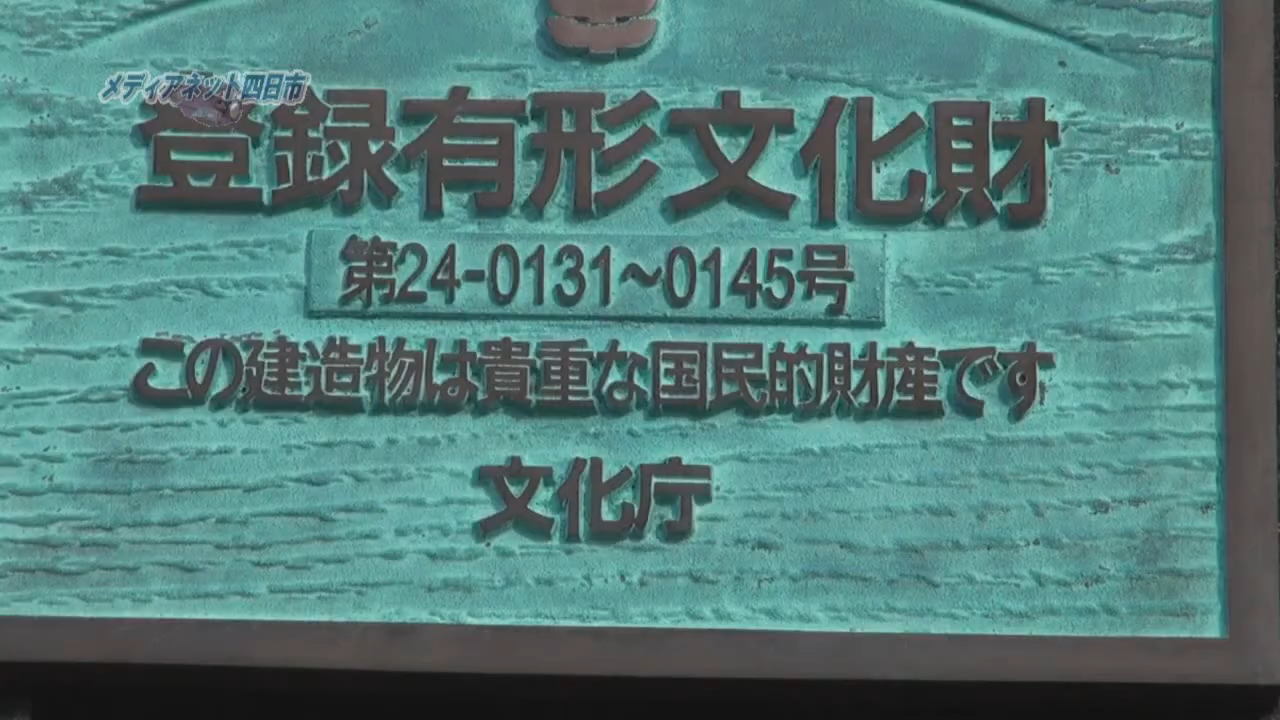 メディアネット四日市
登録有形文化財
第24-0131～0145号
この建造物は貴重な国民的財産です
文化庁